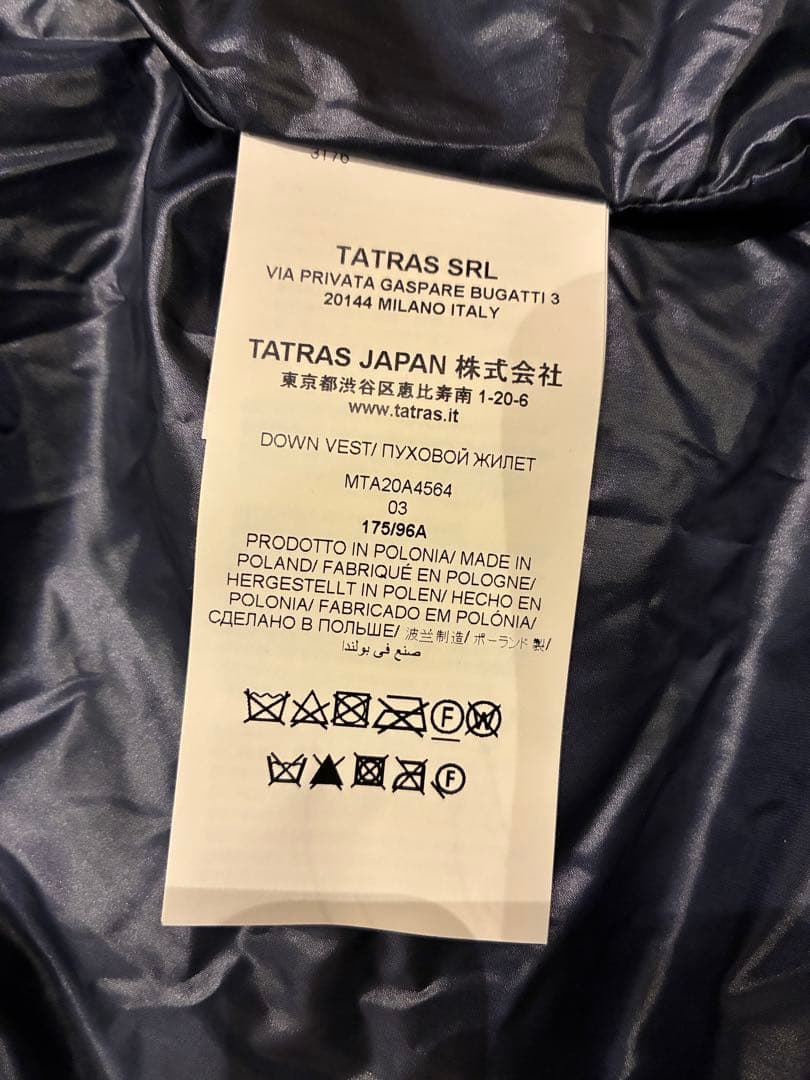 3176
TATRAS SRL
VIA PRIVATA GASPARE BUGATTI 3
20144 MILANO ITALY
TATRAS JAPAN 株式会社
東京都渋谷区恵比寿南 1-20-6
www.tatras.it
DOWN VEST/ ПУХОВОЙ ЖИЛЕТ
MTA20A4564
03
175/96A
PRODOTTO IN POLONIA/ MADE IN
POLAND/ FABRIQUÉ EN POLOGNE/
HERGESTELLT IN POLEN/ HECHO EN
POLONIA/ FABRICADO EM POLÓNIA/
СДЕЛАНО В ПОЛЬШЕ/ 波兰制造/ ポーランド 製/
صنع في بولندا
F W
F